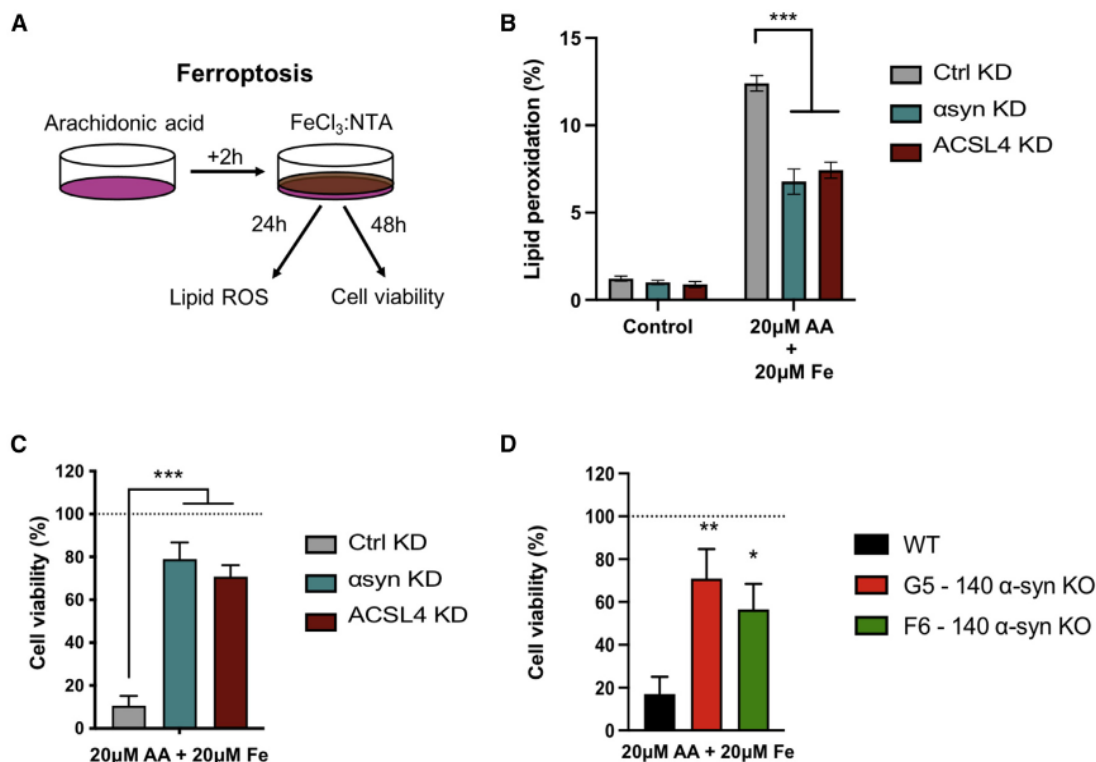 A
Ferroptosis
Arachidonic acid
FeCl₃:NTA
+2h
24h
48h
Lipid ROS
Cell viability
B
Lipid peroxidation (%)
15
10
5
0
***
Control
20µM AA
+
20µM Fe
Ctrl KD
αsyn KD
ACSL4 KD
C
Cell viability (%)
120
100
80
60
40
20
0
***
20µM AA + 20µM Fe
Ctrl KD
αsyn KD
ACSL4 KD
D
Cell viability (%)
120
100
80
60
40
20
0
**
*
20µM AA + 20µM Fe
WT
G5 - 140 α-syn KO
F6 - 140 α-syn KO